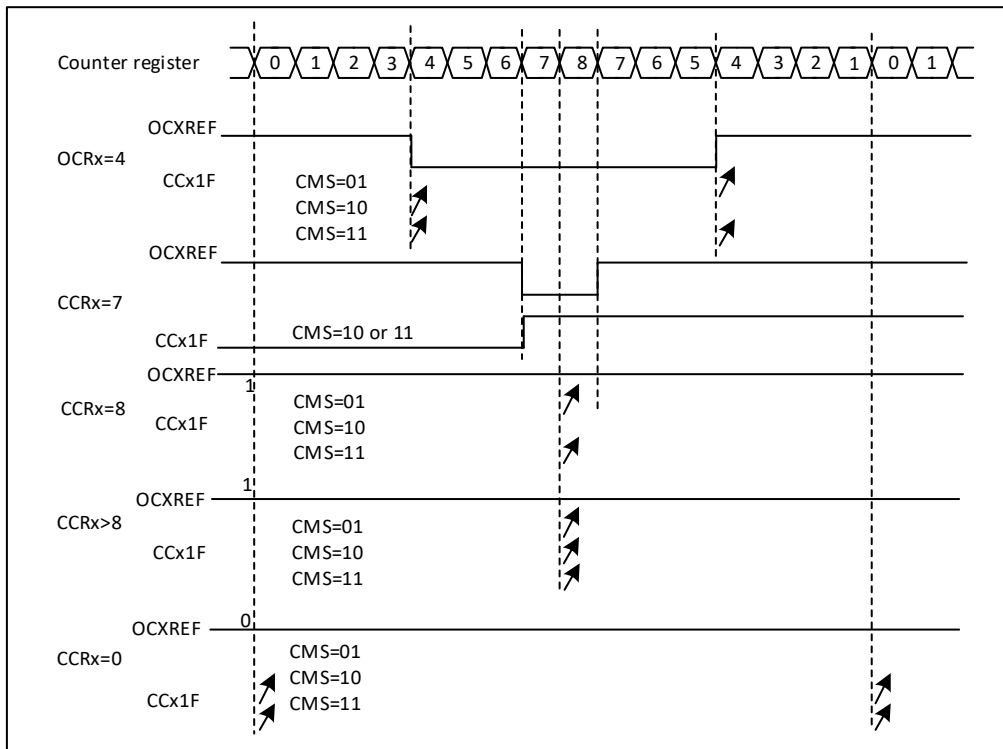 Counter register 0 1 2 3 4 5 6 7 8 7 6 5 4 3 2 1 0 1
OCXREF
OCRx=4
CCx1F
CMS=01
CMS=10
CMS=11
OCXREF
CCRx=7
CCx1F
CMS=10 or 11
OCXREF
1
CCRx=8
CCx1F
CMS=01
CMS=10
CMS=11
OCXREF
1
CCRx>8
CCx1F
CMS=01
CMS=10
CMS=11
OCXREF
0
CCRx=0
CCx1F
CMS=01
CMS=10
CMS=11